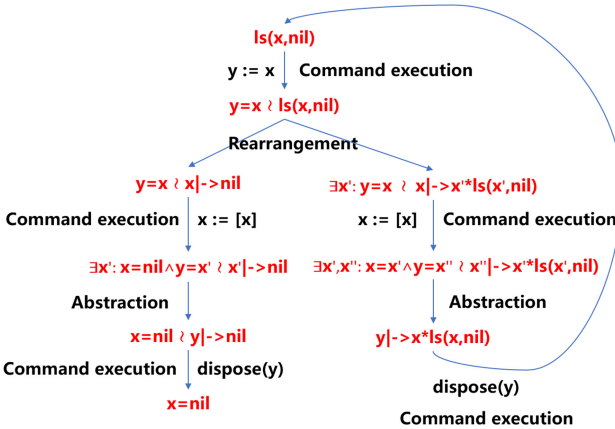 ls(x,nil)
y := x Command execution
y=x ≀ ls(x,nil)
Rearrangement
y=x ≀ x|->nil
∃x': y=x ≀ x|->x'*ls(x',nil)
Command execution x := [x]
x := [x] Command execution
∃x': x=nil∧y=x' ≀ x'|->nil
∃x',x'': x=x'∧y=x'' ≀ x''|->x'*ls(x',nil)
Abstraction
Abstraction
x=nil ≀ y|->nil
y|->x*ls(x,nil)
Command execution dispose(y)
dispose(y)
x=nil
Command execution